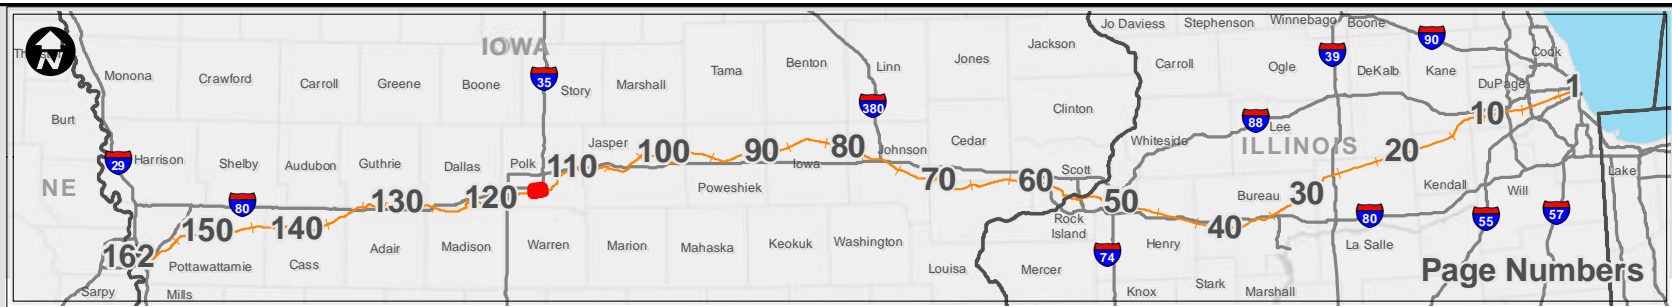 N
IOWA
ILLINOIS
NE
Monona
Crawford
Carroll
Greene
Boone
35
Story
Marshall
Tama
Benton
Linn
Jones
Jackson
Jo Daviess
Stephenson
Winnebago
Boone
90
39
Cook
Carroll
Ogle
DeKalb
Kane
DuPage
1
Burt
380
Clinton
88
Lee
10
29
Harrison
Shelby
Audubon
Guthrie
Dallas
Polk
110
Jasper
100
90
80
Iowa
Johnson
Cedar
Whiteside
20
80
150
140
130
120
Poweshiek
70
60
Scott
50
Bureau
30
Kendall
Will
Lake
162
Pottawattamie
Cass
Adair
Madison
Warren
Marion
Mahaska
Keokuk
Washington
Louisa
Rock
Island
Henry
40
80
La Salle
55
57
74
Mercer
Stark
Knox
Marshall
Sarpy
Mills
Page Numbers